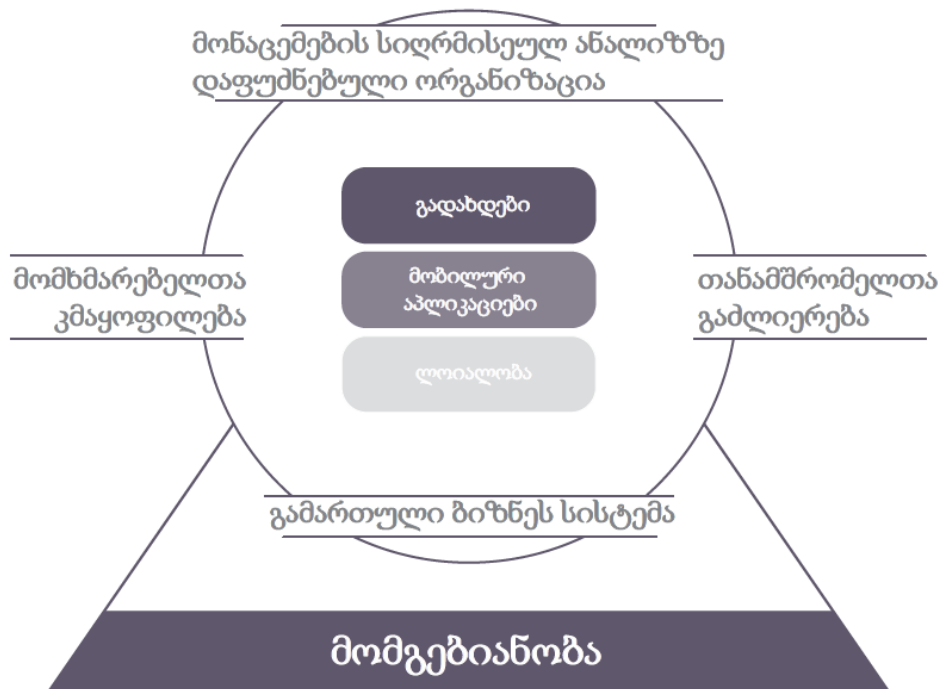 მონაცემების სიღრმისეულ ანალიზზე
დაფუძნებული ორგანიზაცია
გადახდები
მომხმარებელთა
კმაყოფილება
მობილური
აპლიკაციები
თანამშრომელთა
გაძლიერება
ლოიალობა
გამართული ბიზნეს სისტემა
მომგებიანობა